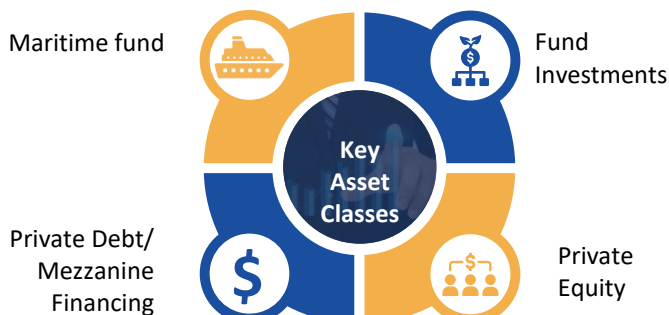 Maritime fund
Fund
Investments
Key
Asset
Classes
Private Debt/
Mezzanine
Financing
$
Private
Equity